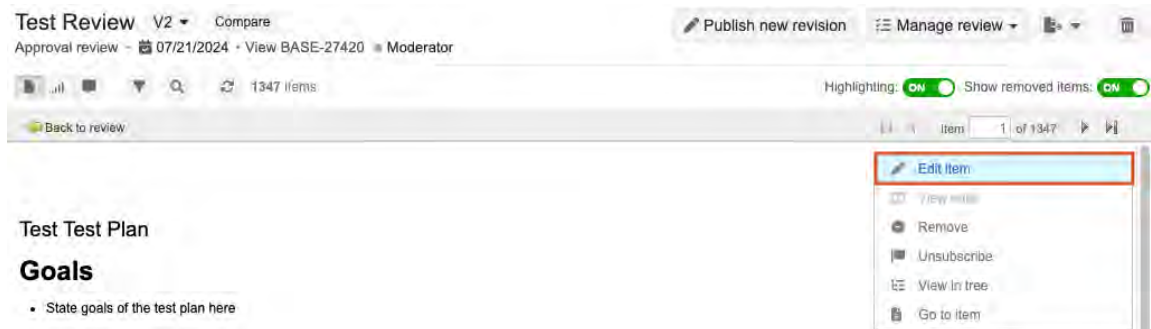 Test Review V2 Compare Publish new revision Manage review
Approval review - 07/21/2024 · View BASE-27420 Moderator
1347 items Highlighting: ON Show removed items: ON
Back to review Item 1 of 1347
Edit item
View
Remove
Unsubscribe
View in tree
Test Test Plan
Goals
Go to item
• State goals of the test plan here